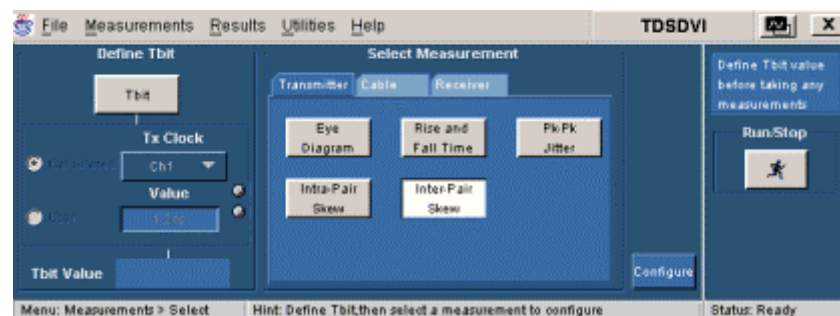 File Measurements Results Utilities Help TDSDVI X
Define Tbit
Tbit
Tx Clock
Calculated Ch1
Value
User
Tbit Value
Select Measurement
Transmitter Cable Receiver
Eye Diagram
Rise and Fall Time
Pk-Pk Jitter
Intra-Pair Skew
Inter-Pair Skew
Configure
Define Tbit value
before taking any
measurements
Run/Stop
Menu: Measurements > Select Hint: Define Tbit,then select a measurement to configure Status: Ready